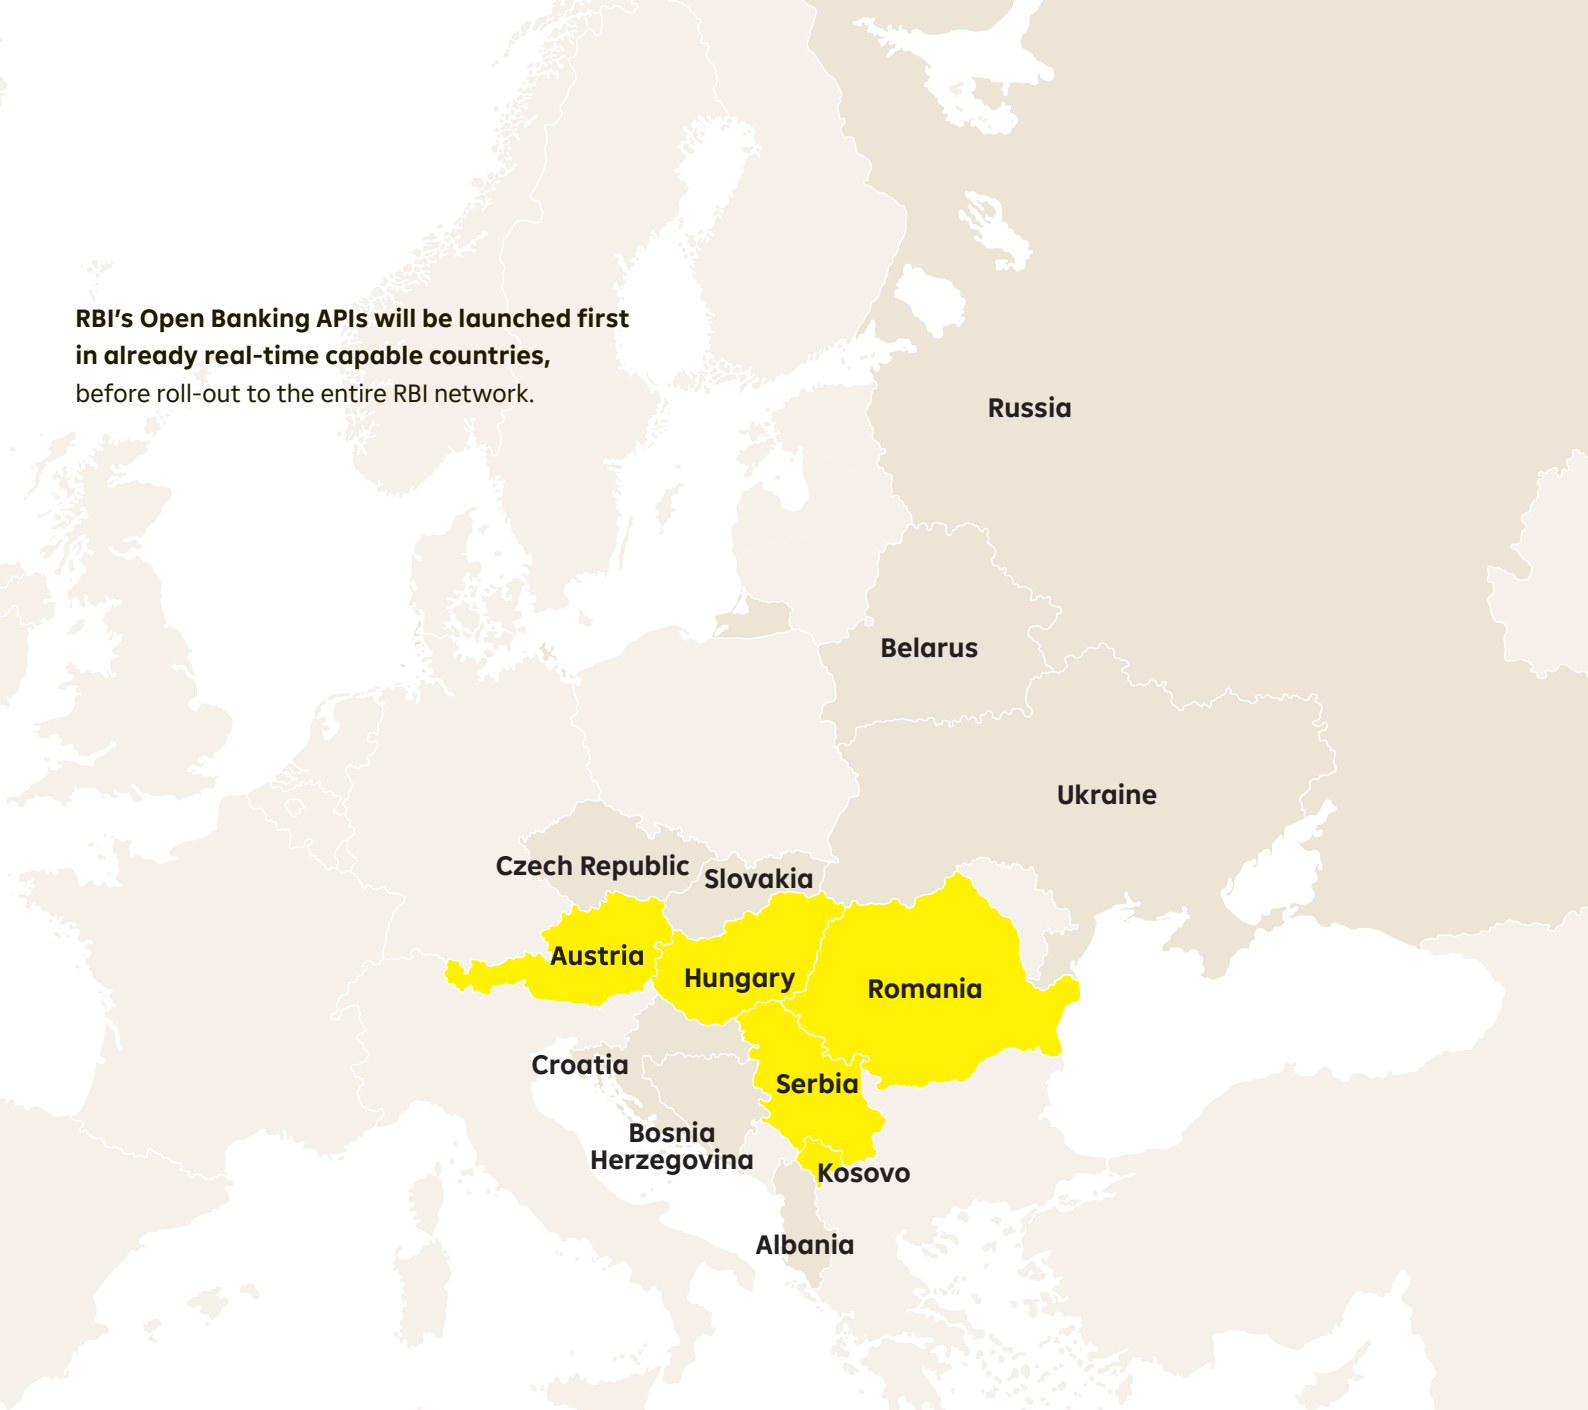 RBI’s Open Banking APIs will be launched first
in already real-time capable countries,
before roll-out to the entire RBI network.
Russia
Belarus
Ukraine
Czech Republic
Slovakia
Austria
Hungary
Romania
Croatia
Serbia
Bosnia
Herzegovina
Kosovo
Albania